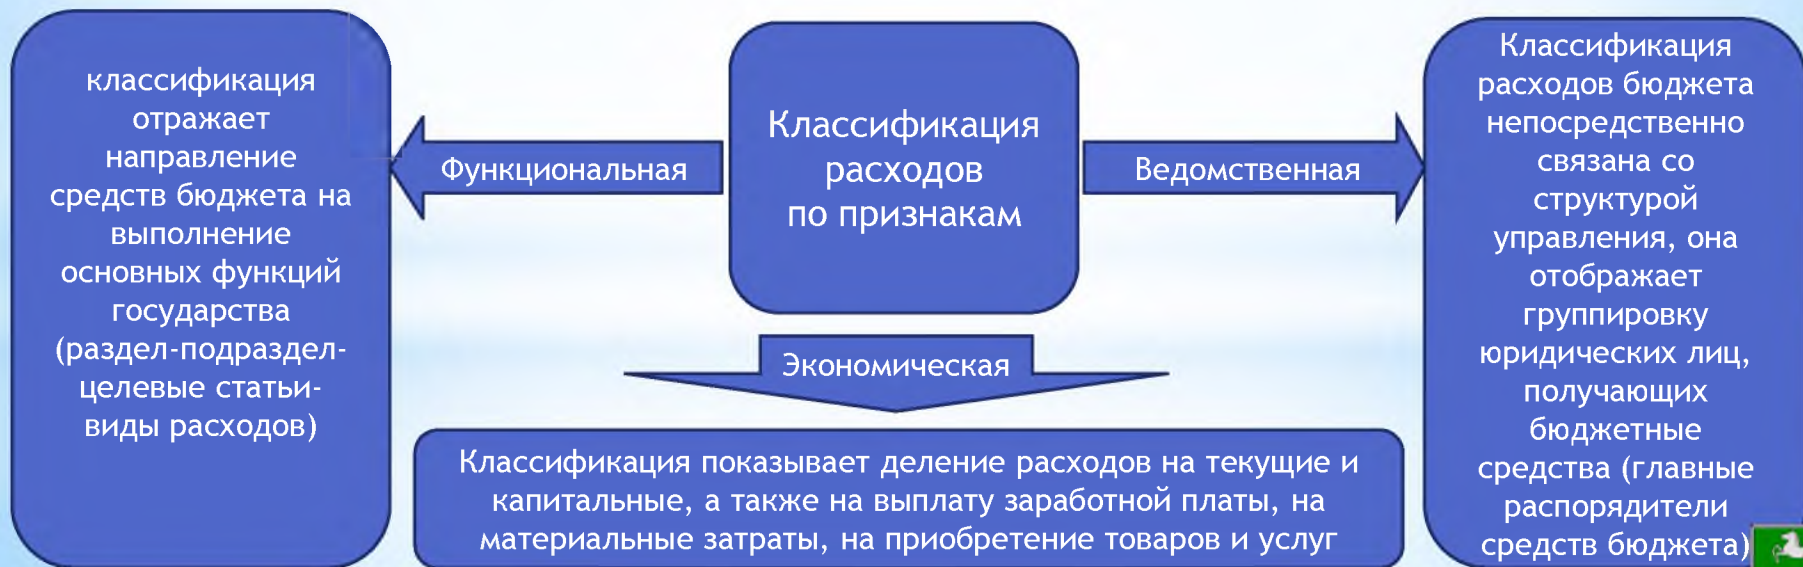 классификация
отражает
направление
средств бюджета на
выполнение
основных функций
государства
(раздел-подраздел-
целевые статьи-
виды расходов)
Функциональная
Классификация
расходов
по признакам
Ведомственная
Классификация
расходов бюджета
непосредственно
связана со
структурой
управления, она
отображает
группировку
юридических лиц,
получающих
бюджетные
средства (главные
распорядители
средств бюджета)
Экономическая
Классификация показывает деление расходов на текущие и
капитальные, а также на выплату заработной платы, на
материальные затраты, на приобретение товаров и услуг